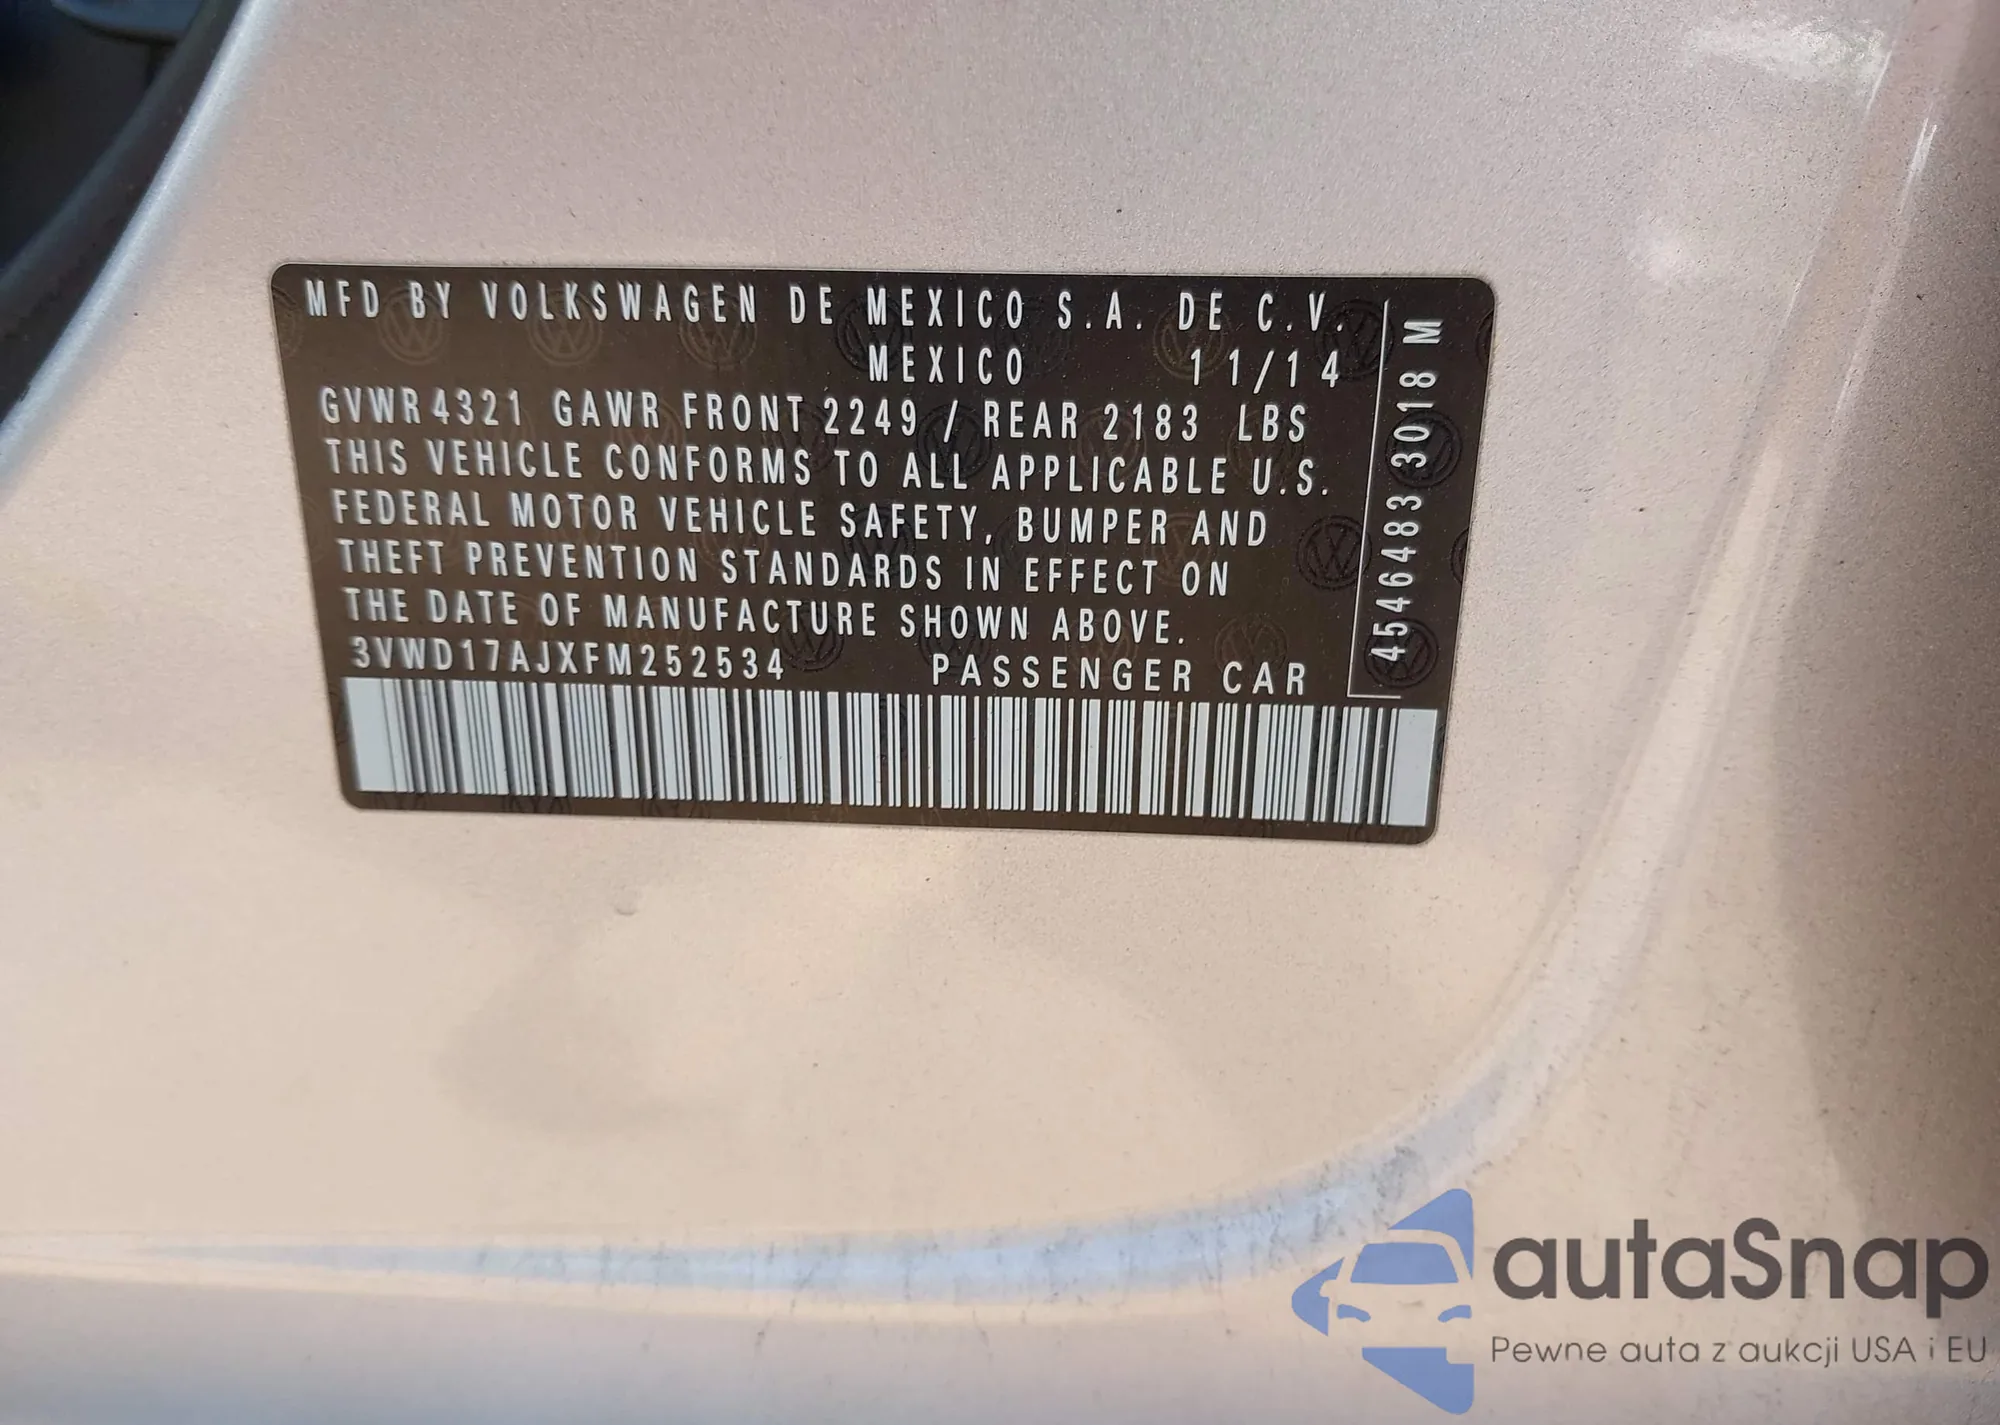 MFD BY VOLKSWAGEN DE MEXICO S.A. DE C.V.
MEXICO 11/14
GVWR 4321 GAWR FRONT 2249 / REAR 2183 LBS
THIS VEHICLE CONFORMS TO ALL APPLICABLE U.S.
FEDERAL MOTOR VEHICLE SAFETY, BUMPER AND
THEFT PREVENTION STANDARDS IN EFFECT ON
THE DATE OF MANUFACTURE SHOWN ABOVE.
3VWD17AJXFM252534 PASSENGER CAR
4546483 3018 M
autaSnap
Pewne auta z aukcji USA i EU